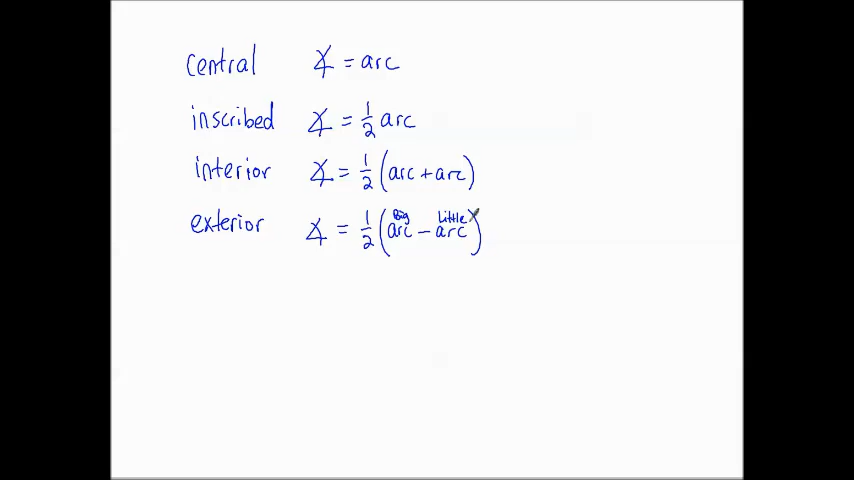 central ∡ = arc
inscribed ∡ = 1/2 arc
interior ∡ = 1/2 (arc + arc)
exterior ∡ = 1/2 (Big arc - Little arc)